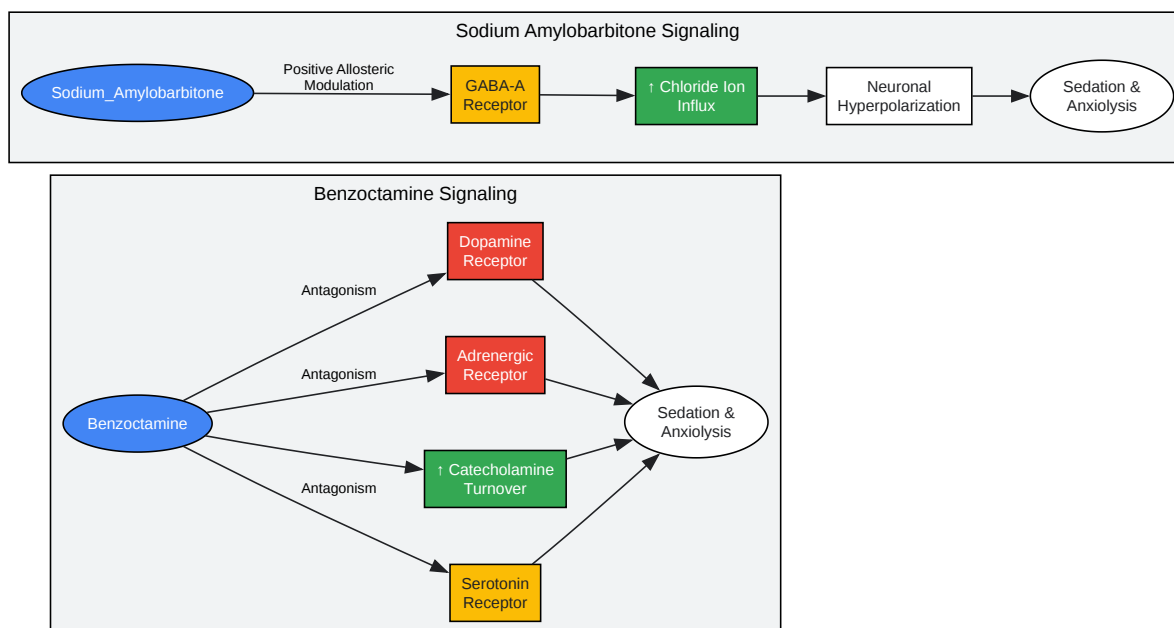 Sodium Amylobarbitone Signaling
Sodium_Amylobarbitone
Positive Allosteric
Modulation
GABA-A
Receptor
↑ Chloride Ion
Influx
Neuronal
Hyperpolarization
Sedation &
Anxiolysis
Benzoctamine Signaling
Benzoctamine
Antagonism
Dopamine
Receptor
Antagonism
Adrenergic
Receptor
↑ Catecholamine
Turnover
Antagonism
Serotonin
Receptor
Sedation &
Anxiolysis